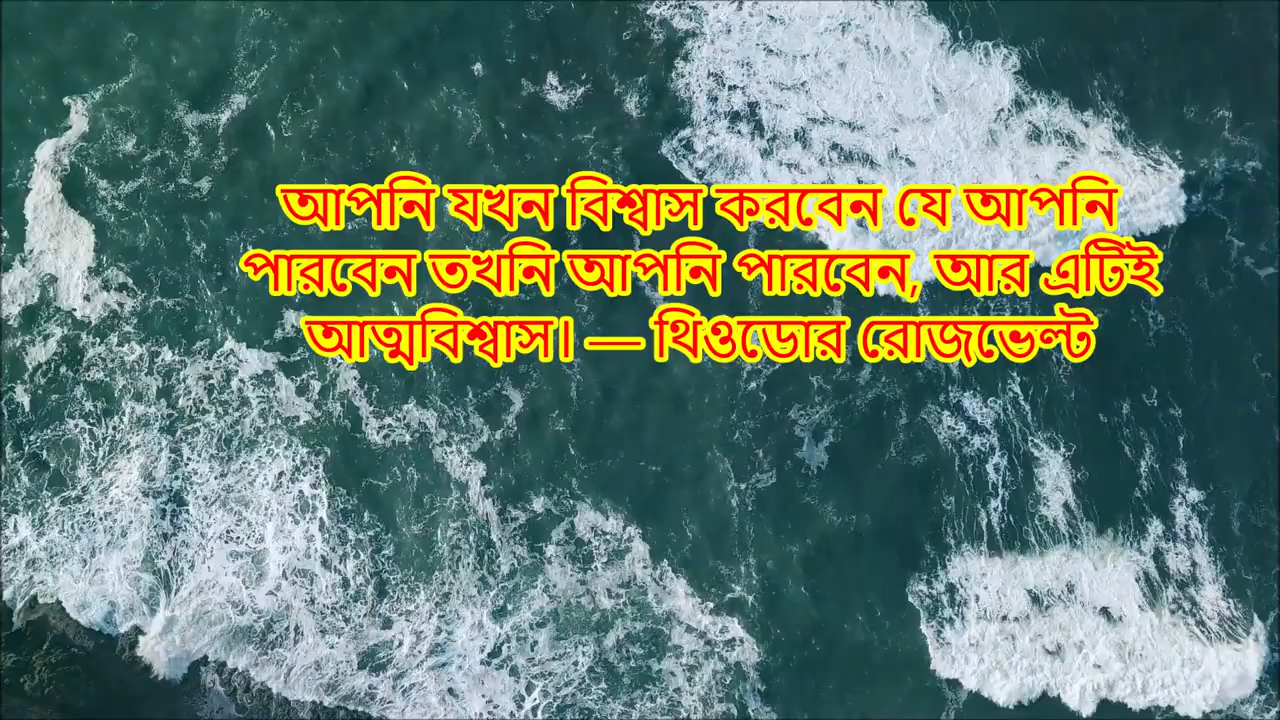 আপনি যখন বিশ্বাস করবেন যে আপনি
পারবেন তখনি আপনি পারবেন, আর এটিই
আত্মবিশ্বাস। — থিওডোর রোজভেল্ট